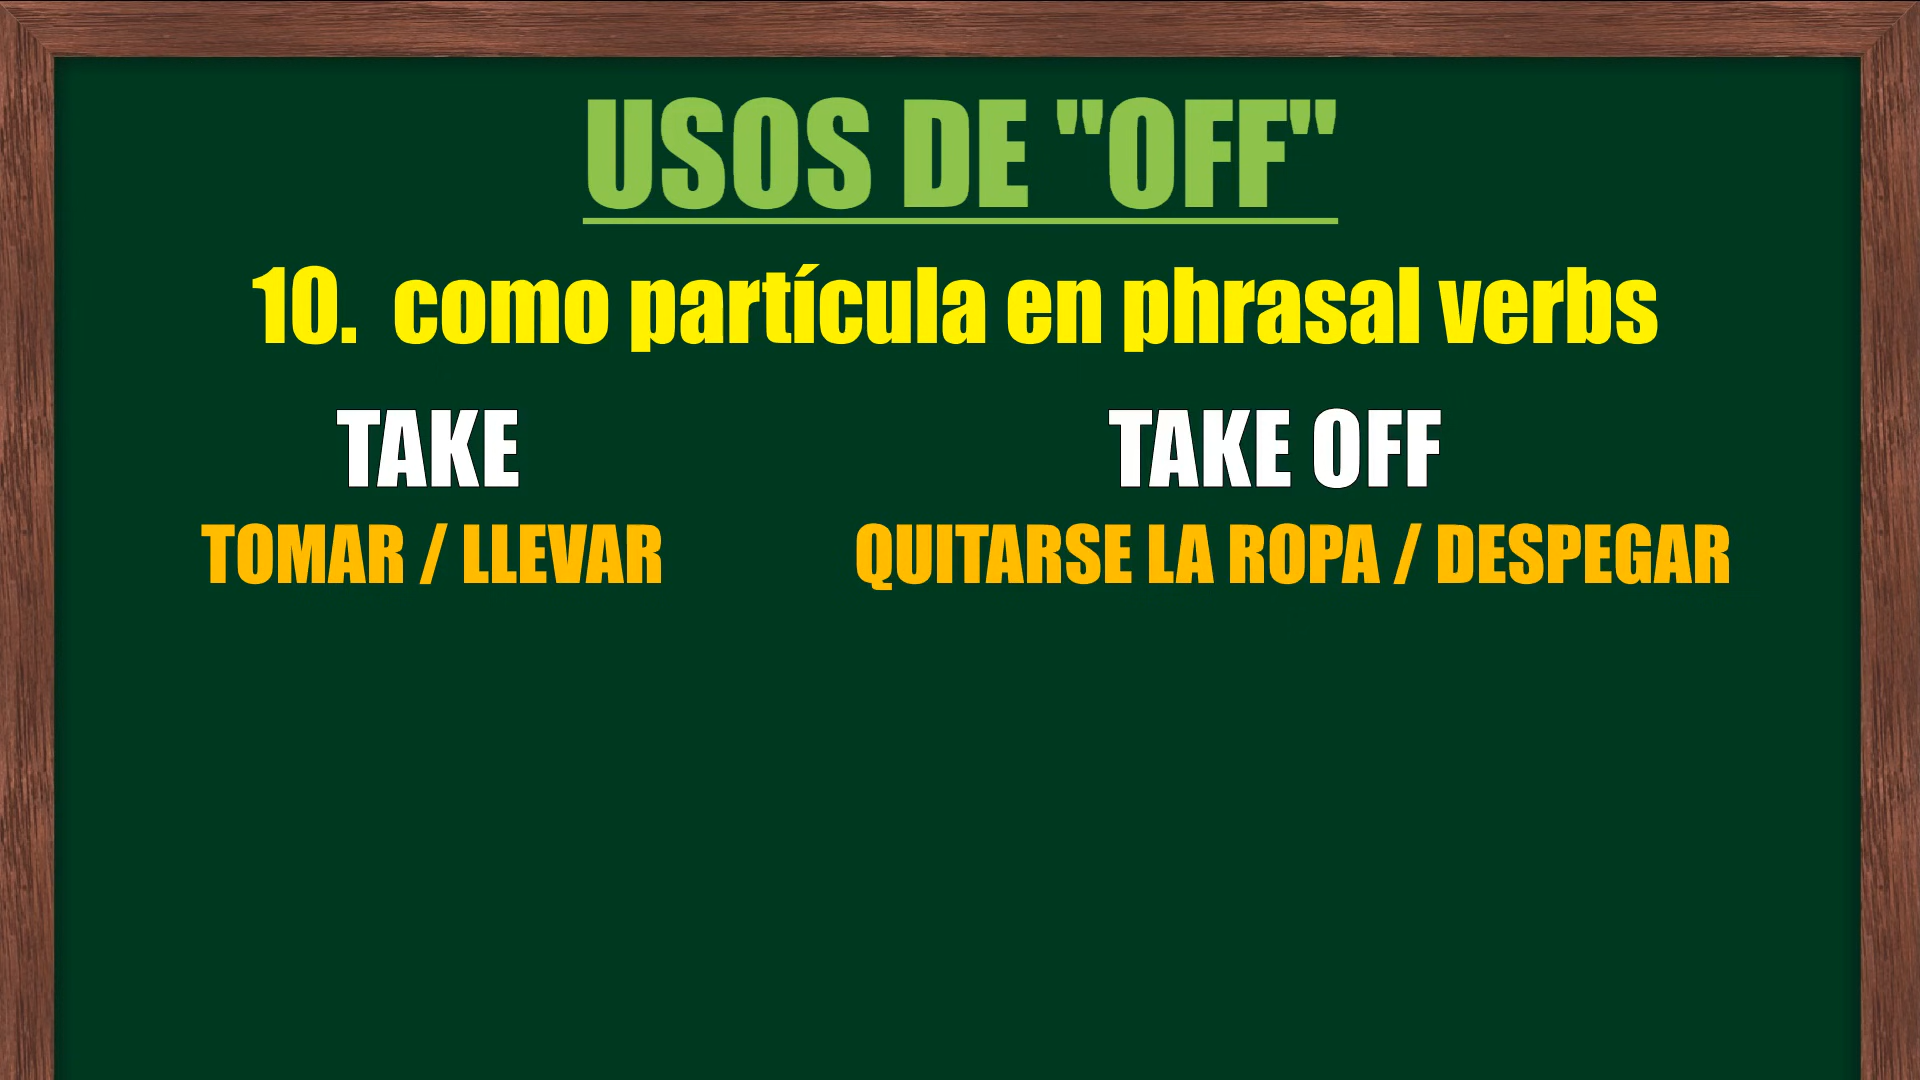 USOS DE "OFF"
10. como partícula en phrasal verbs
TAKE TAKE OFF
TOMAR / LLEVAR QUITARSE LA ROPA / DESPEGAR